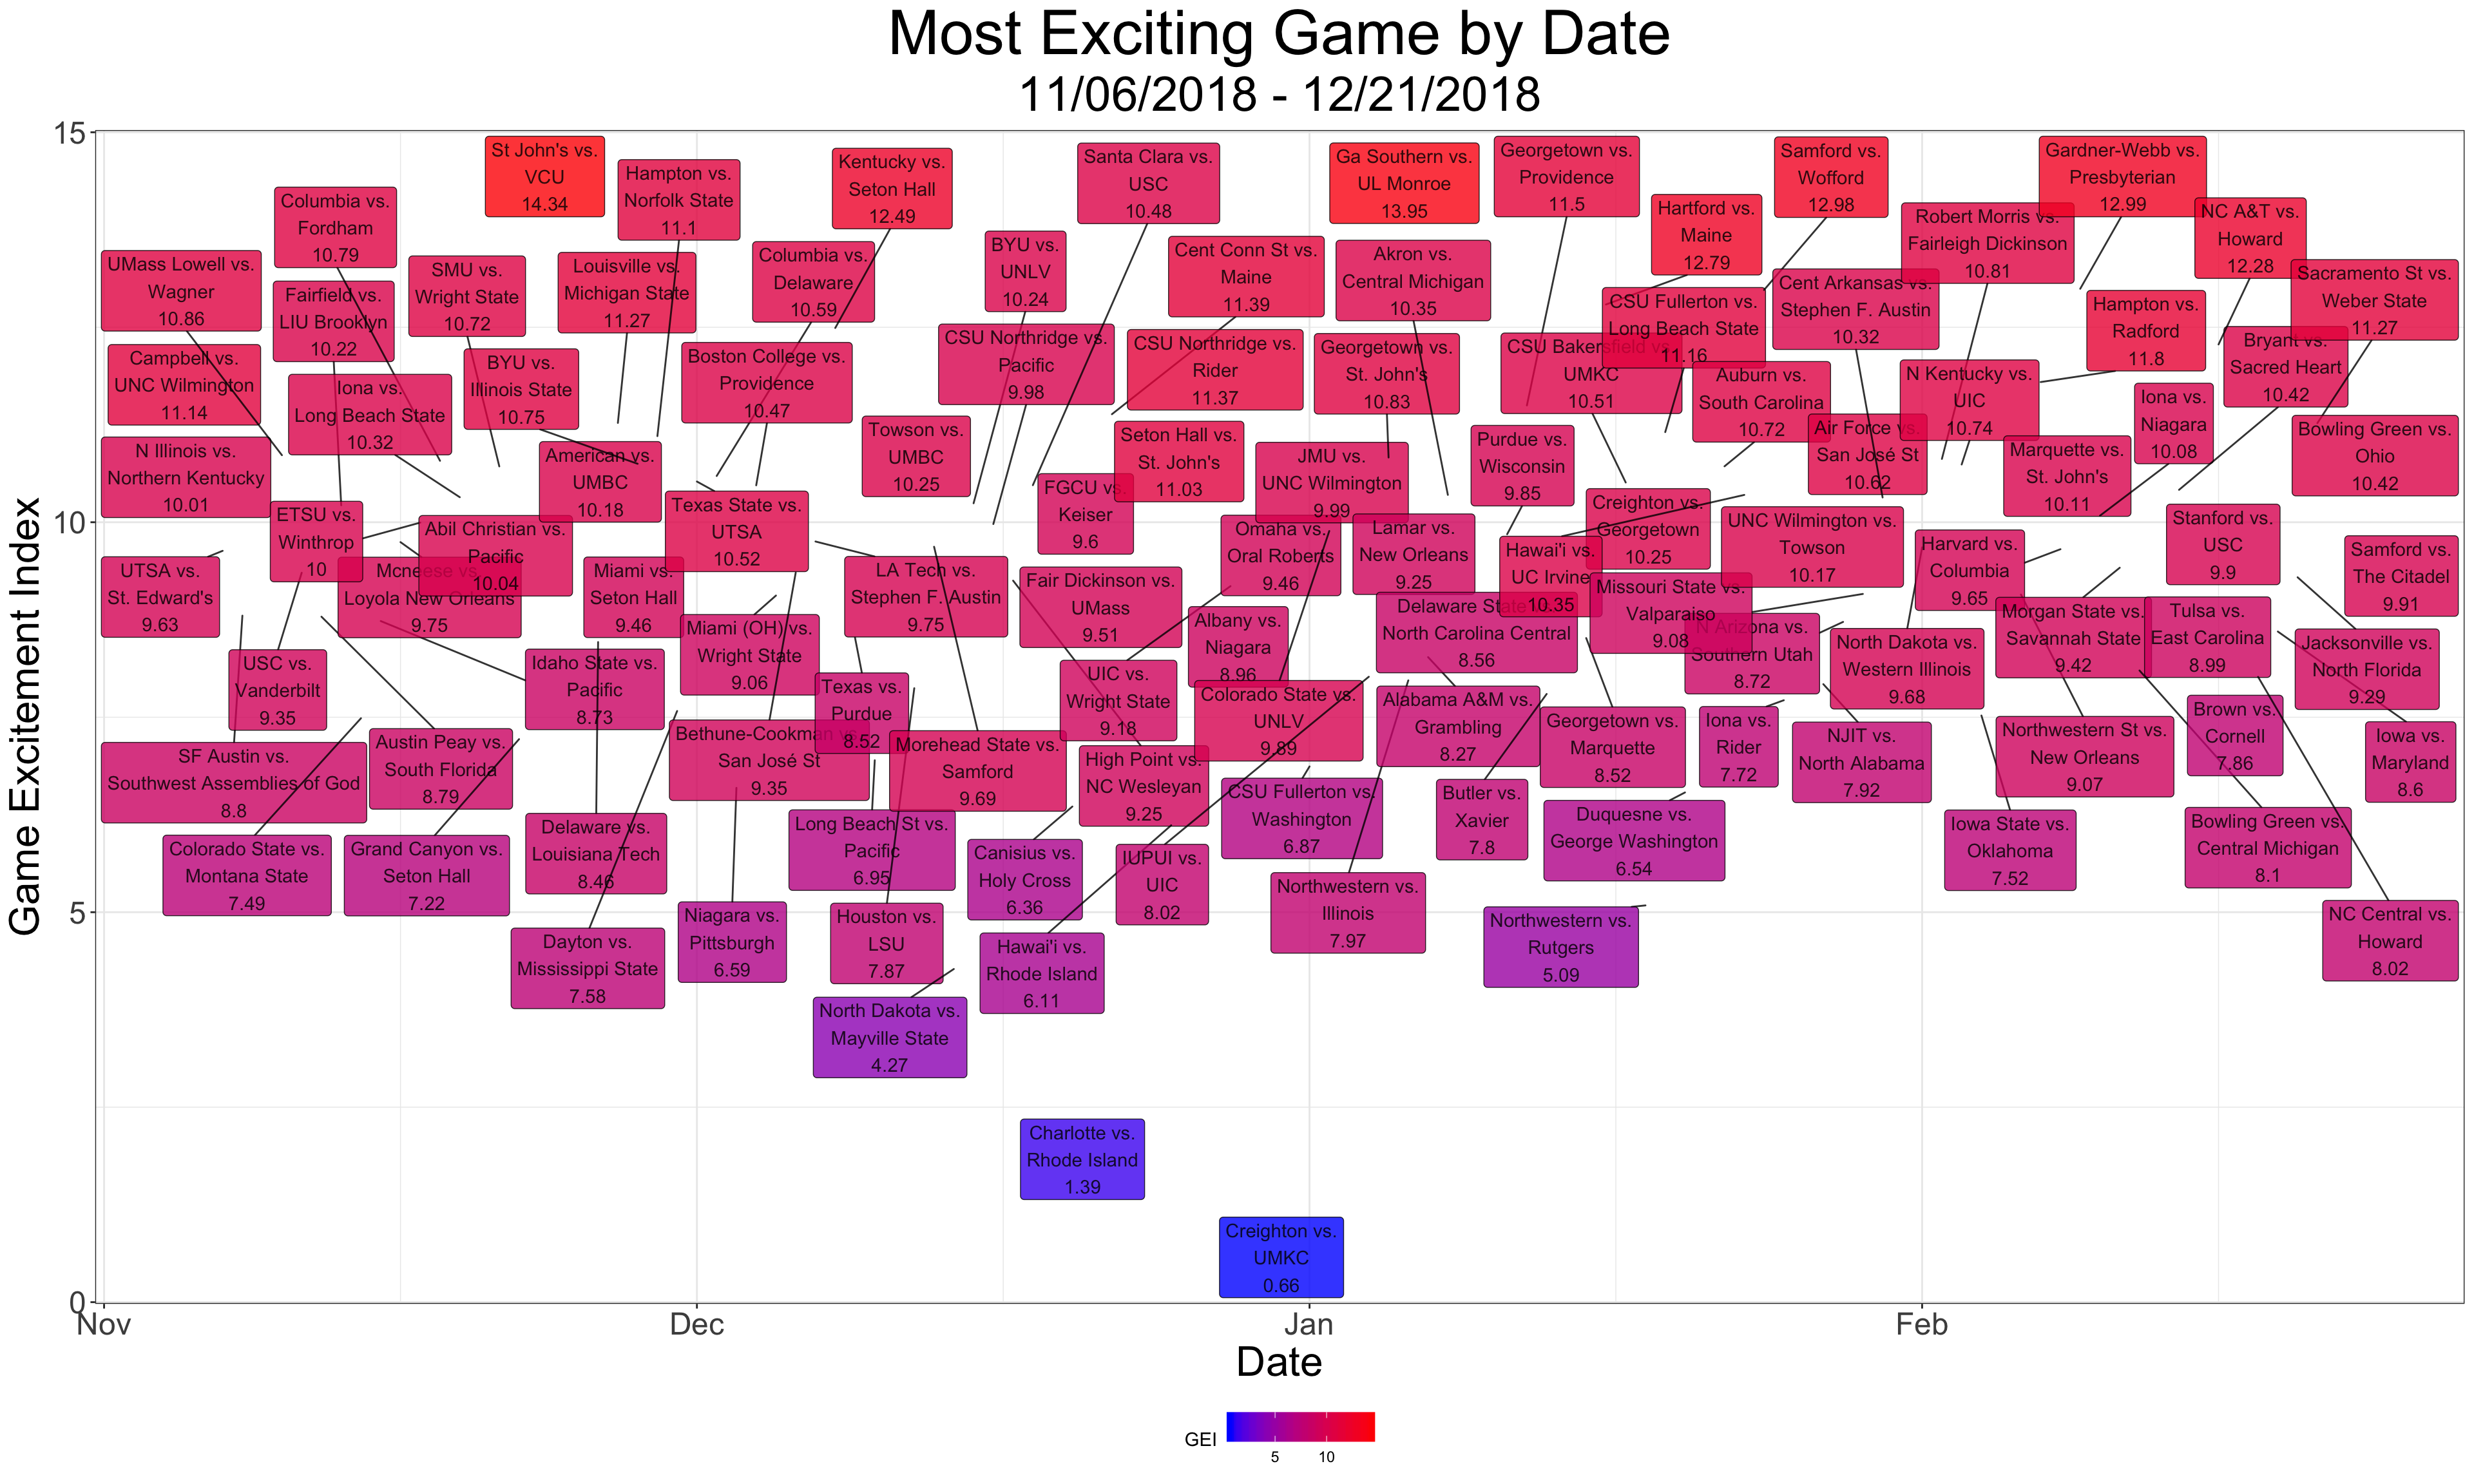 Most Exciting Game by Date
11/06/2018 - 12/21/2018
Game Excitement Index
15
10
5
0
St John's vs.
VCU
14.34
Hampton vs.
Norfolk State
11.1
Kentucky vs.
Seton Hall
12.49
Santa Clara vs.
USC
10.48
Ga Southern vs.
UL Monroe
13.95
Georgetown vs.
Providence
11.5
Samford vs.
Wofford
12.98
Gardner-Webb vs.
Presbyterian
12.99
Columbia vs.
Fordham
10.79
Hartford vs.
Maine
12.79
Robert Morris vs.
Fairleigh Dickinson
10.81
NC A&T vs.
Howard
12.28
UMass Lowell vs.
Wagner
10.86
SMU vs.
Wright State
10.72
Louisville vs.
Michigan State
11.27
Columbia vs.
Delaware
10.59
BYU vs.
UNLV
10.24
Cent Conn St vs.
Maine
11.39
Akron vs.
Central Michigan
10.35
Cent Arkansas vs.
Stephen F. Austin
10.32
Sacramento St vs.
Weber State
11.27
Fairfield vs.
LIU Brooklyn
10.22
CSU Fullerton vs.
Long Beach State
11.16
Hampton vs.
Radford
11.8
Campbell vs.
UNC Wilmington
11.14
BYU vs.
Illinois State
10.75
Boston College vs.
Providence
10.47
CSU Northridge vs.
Pacific
9.98
CSU Northridge vs.
Rider
11.37
Georgetown vs.
St. John's
10.83
CSU Bakersfield vs.
UMKC
10.51
Auburn vs.
South Carolina
10.72
N Kentucky vs.
UIC
10.74
Bryant vs.
Sacred Heart
10.42
Iona vs.
Long Beach State
10.32
Iona vs.
Niagara
10.08
N Illinois vs.
Northern Kentucky
10.01
American vs.
UMBC
10.18
Towson vs.
UMBC
10.25
Seton Hall vs.
St. John's
11.03
JMU vs.
UNC Wilmington
9.99
Purdue vs.
Wisconsin
9.85
Air Force vs.
San José St
10.62
Marquette vs.
St. John's
10.11
Bowling Green vs.
Ohio
10.42
ETSU vs.
Winthrop
10
Abil Christian vs.
Pacific
10.04
Texas State vs.
UTSA
10.52
FGCU vs.
Keiser
9.6
Omaha vs.
Oral Roberts
9.46
Lamar vs.
New Orleans
9.25
Creighton vs.
Georgetown
10.25
UNC Wilmington vs.
Towson
10.17
Harvard vs.
Columbia
9.65
Stanford vs.
USC
9.9
Samford vs.
The Citadel
9.91
UTSA vs.
St. Edward's
9.63
Mcneese vs.
Loyola New Orleans
9.75
Miami vs.
Seton Hall
9.46
LA Tech vs.
Stephen F. Austin
9.75
Fair Dickinson vs.
UMass
9.51
Hawai'i vs.
UC Irvine
10.35
Delaware State vs.
North Carolina Central
8.56
Missouri State vs.
Valparaiso
9.08
N Arizona vs.
Southern Utah
8.72
Morgan State vs.
Savannah State
9.42
Tulsa vs.
East Carolina
8.99
Albany vs.
Niagara
8.96
Miami (OH) vs.
Wright State
9.06
North Dakota vs.
Western Illinois
9.68
Jacksonville vs.
North Florida
9.29
USC vs.
Vanderbilt
9.35
Idaho State vs.
Pacific
8.73
Texas vs.
Purdue
8.52
UIC vs.
Wright State
9.18
Colorado State vs.
UNLV
9.89
Alabama A&M vs.
Grambling
8.27
Georgetown vs.
Marquette
8.52
Iona vs.
Rider
7.72
NJIT vs.
North Alabama
7.92
Northwestern St vs.
New Orleans
9.07
Brown vs.
Cornell
7.86
Iowa vs.
Maryland
8.6
SF Austin vs.
Southwest Assemblies of God
8.8
Austin Peay vs.
South Florida
8.79
Bethune-Cookman vs.
San José St
9.35
Morehead State vs.
Samford
9.69
High Point vs.
NC Wesleyan
9.25
CSU Fullerton vs.
Washington
6.87
Butler vs.
Xavier
7.8
Duquesne vs.
George Washington
6.54
Iowa State vs.
Oklahoma
7.52
Bowling Green vs.
Central Michigan
8.1
Colorado State vs.
Montana State
7.49
Grand Canyon vs.
Seton Hall
7.22
Delaware vs.
Louisiana Tech
8.46
Long Beach St vs.
Pacific
6.95
Canisius vs.
Holy Cross
6.36
IUPUI vs.
UIC
8.02
Northwestern vs.
Illinois
7.97
Northwestern vs.
Rutgers
5.09
NC Central vs.
Howard
8.02
Dayton vs.
Mississippi State
7.58
Niagara vs.
Pittsburgh
6.59
Houston vs.
LSU
7.87
Hawai'i vs.
Rhode Island
6.11
North Dakota vs.
Mayville State
4.27
Charlotte vs.
Rhode Island
1.39
Creighton vs.
UMKC
0.66
Nov
Dec
Jan
Feb
Date
GEI
5
10